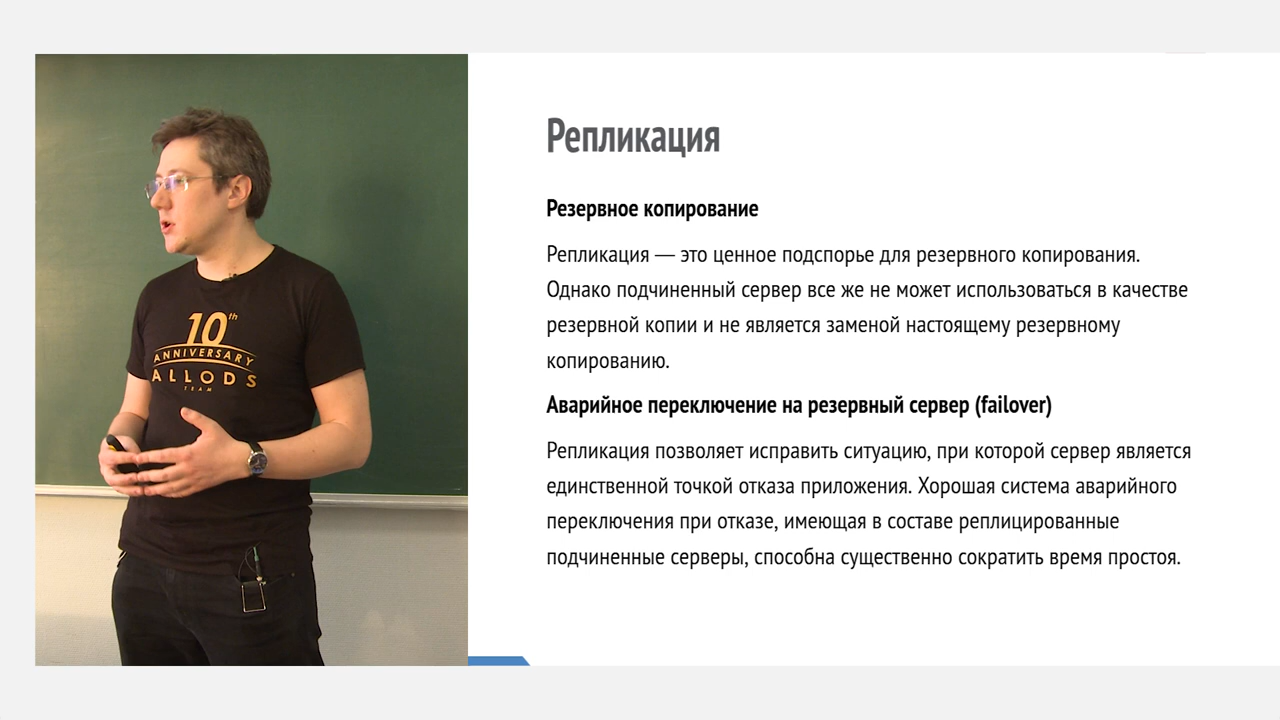 10th
ANNIVERSARY
ALLODS
TEAM
Репликация
Резервное копирование
Репликация — это ценное подспорье для резервного копирования.
Однако подчиненный сервер все же не может использоваться в качестве
резервной копии и не является заменой настоящему резервному
копированию.
Аварийное переключение на резервный сервер (failover)
Репликация позволяет исправить ситуацию, при которой сервер является
единственной точкой отказа приложения. Хорошая система аварийного
переключения при отказе, имеющая в составе реплицированные
подчиненные серверы, способна существенно сократить время простоя.